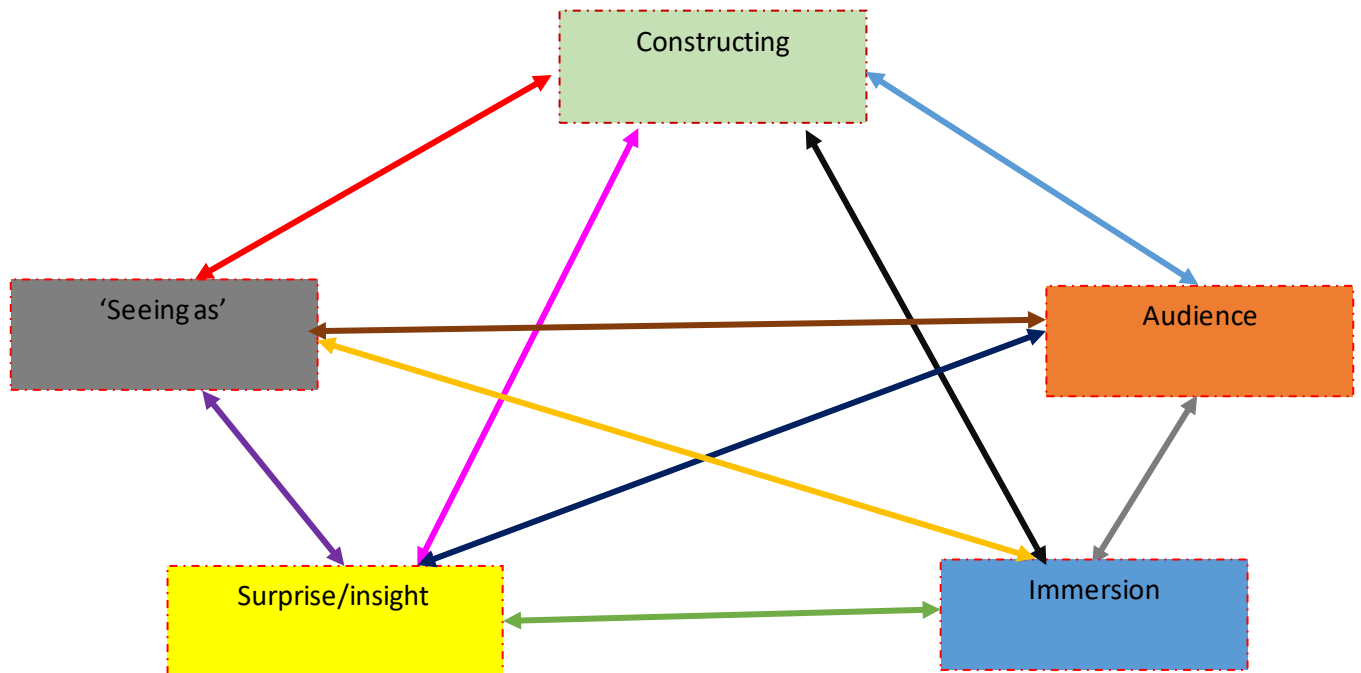 Constructing
‘Seeing as’
Audience
Surprise/insight
Immersion